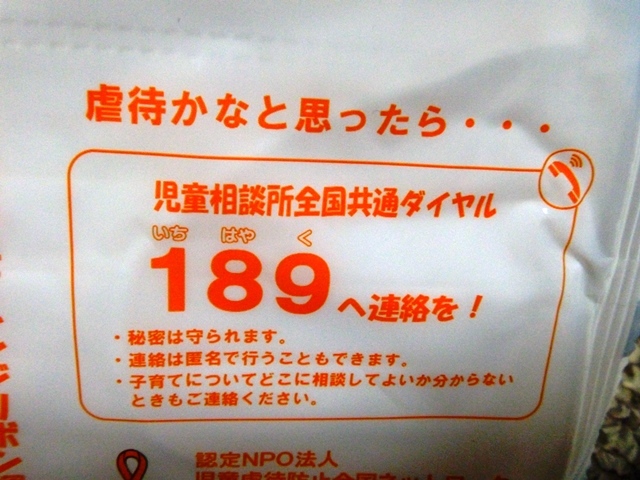 虐待かなと思ったら・・・
児童相談所全国共通ダイヤル
いち はや く
189へ連絡を！
・秘密は守られます。
・連絡は匿名で行うこともできます。
・子育てについてどこに相談してよいか分からない
ときもご連絡ください。
認定NPO法人